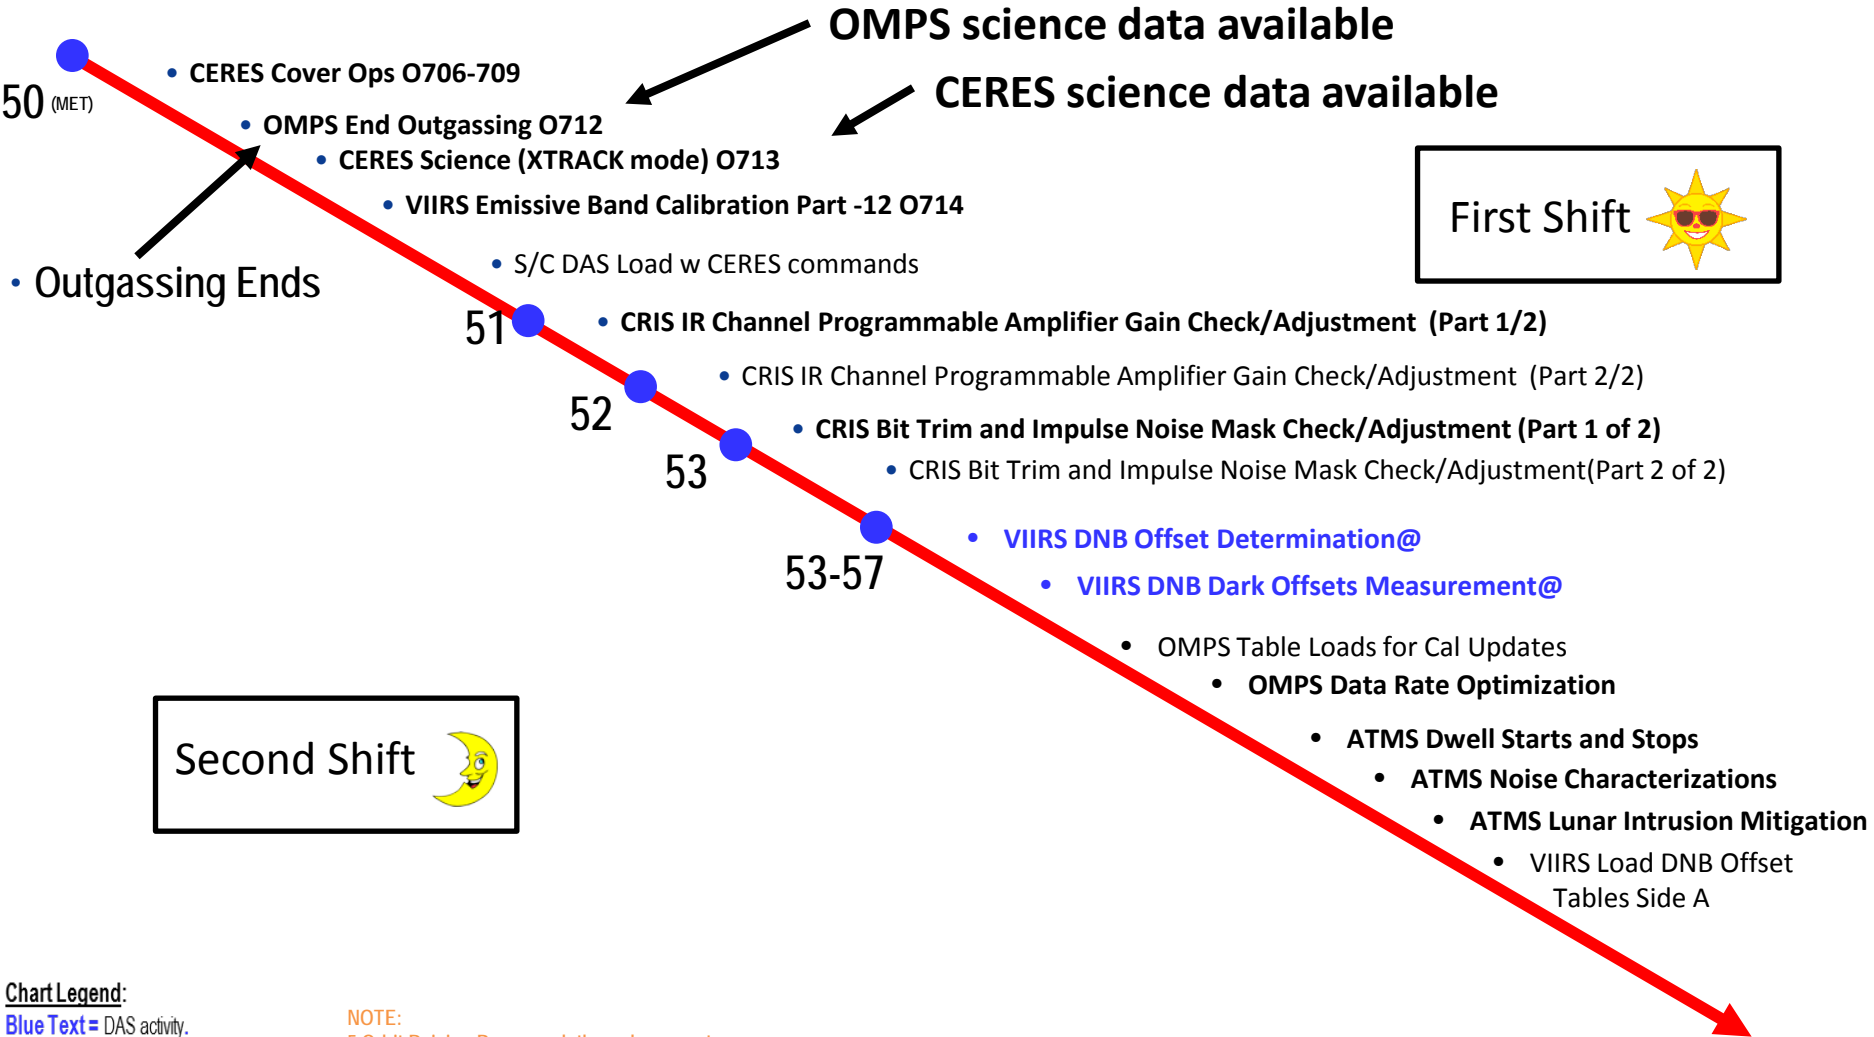 OMPS science data available
50 (MET)
• CERES Cover Ops O706-709
CERES science data available
• OMPS End Outgassing O712
• CERES Science (XTRACK mode) O713
• VIIRS Emissive Band Calibration Part -12 O714
First Shift
• Outgassing Ends
• S/C DAS Load w CERES commands
51
• CRIS IR Channel Programmable Amplifier Gain Check/Adjustment (Part 1/2)
• CRIS IR Channel Programmable Amplifier Gain Check/Adjustment (Part 2/2)
52
• CRIS Bit Trim and Impulse Noise Mask Check/Adjustment (Part 1 of 2)
53
• CRIS Bit Trim and Impulse Noise Mask Check/Adjustment(Part 2 of 2)
• VIIRS DNB Offset Determination@
53-57
• VIIRS DNB Dark Offsets Measurement@
• OMPS Table Loads for Cal Updates
• OMPS Data Rate Optimization
• ATMS Dwell Starts and Stops
Second Shift
• ATMS Noise Characterizations
• ATMS Lunar Intrusion Mitigation
• VIIRS Load DNB Offset
Tables Side A
Chart Legend:
Blue Text = DAS activity.
NOTE: